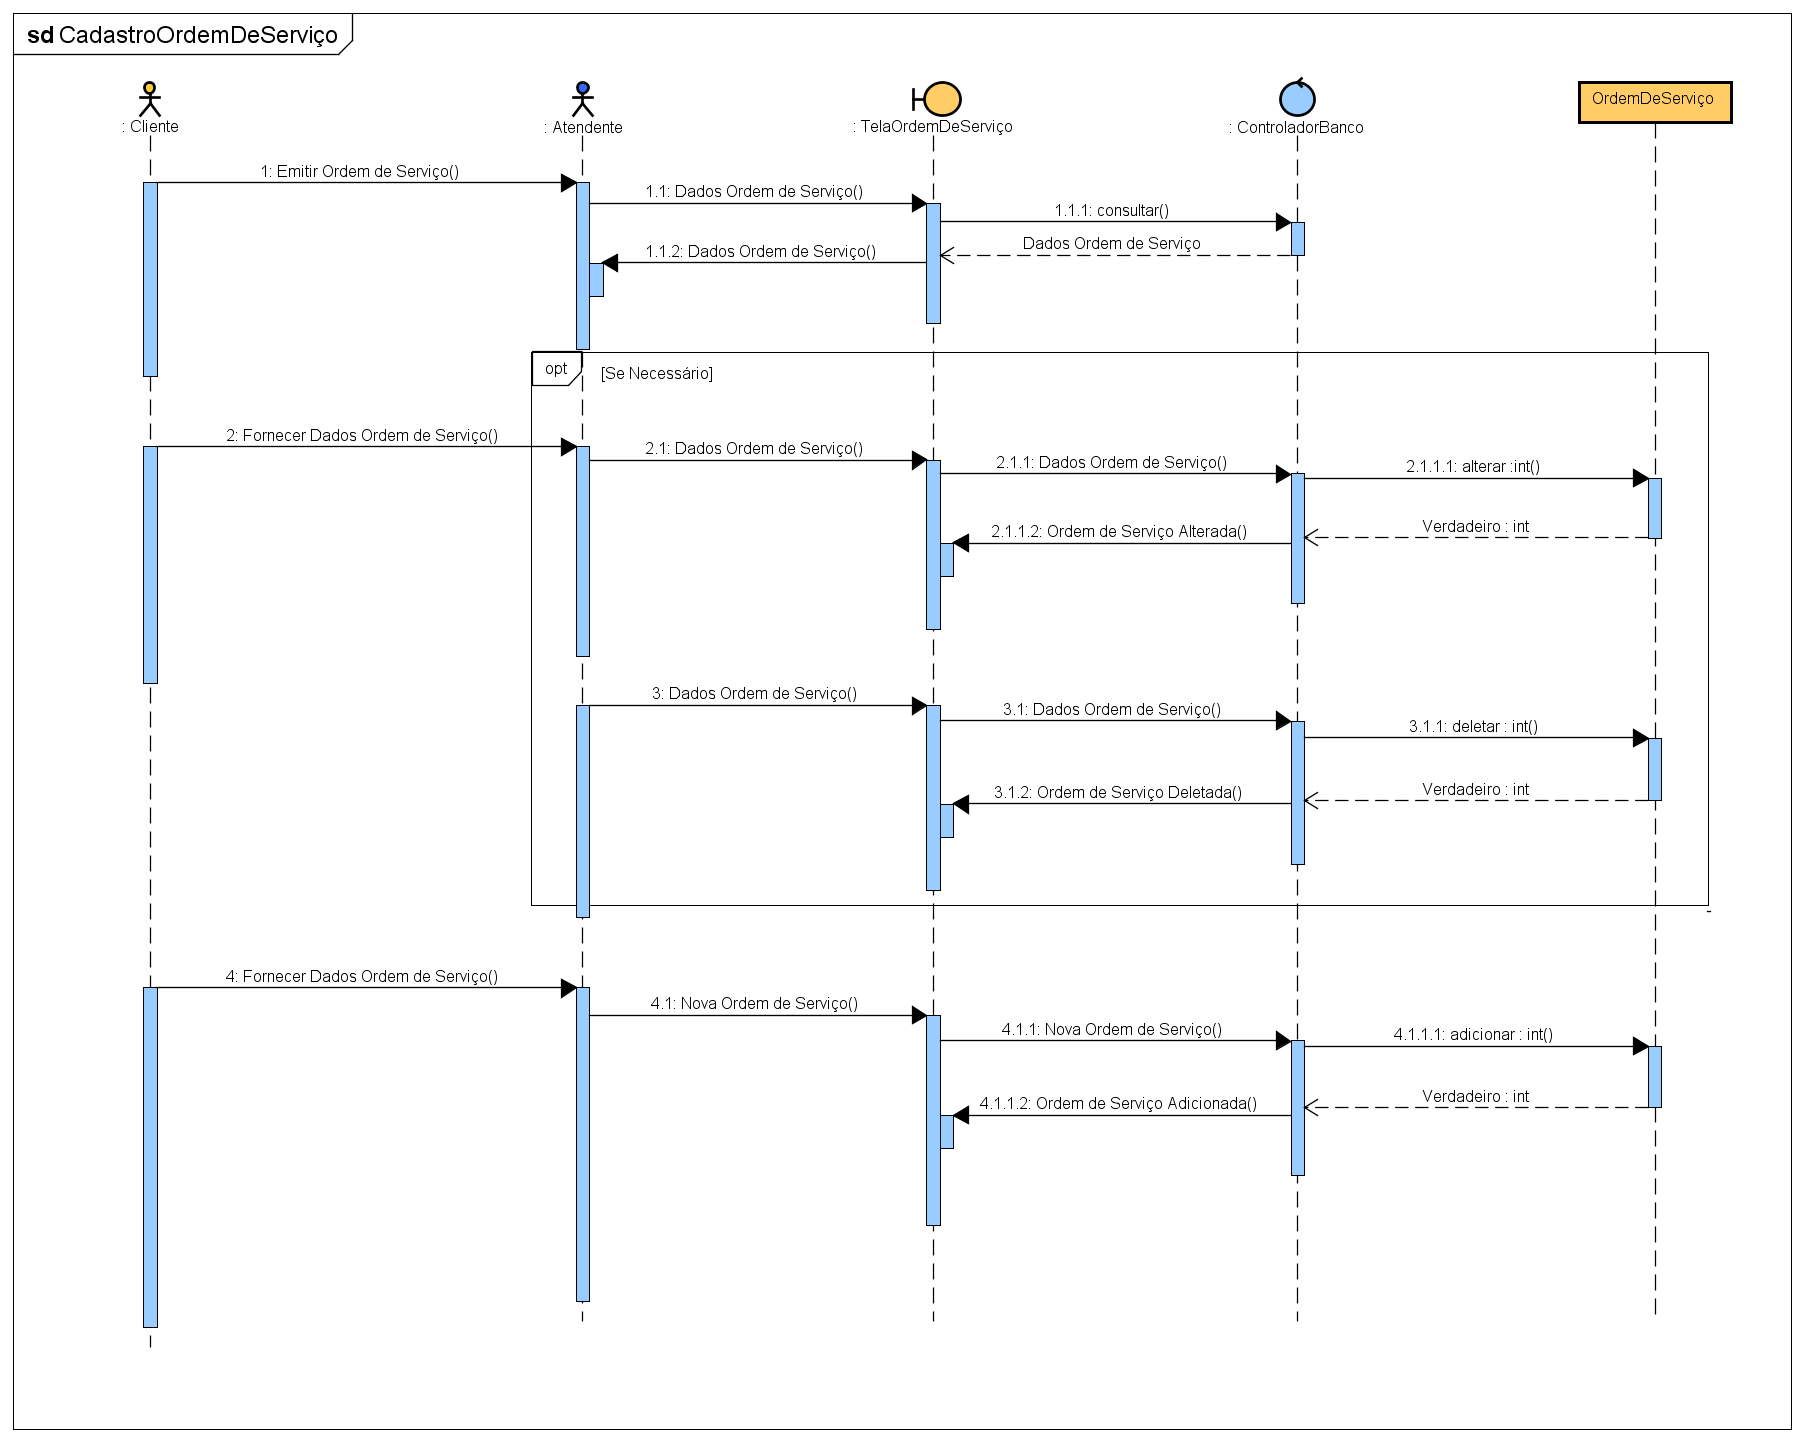 sd CadastroOrdemDeServiço
: Cliente
: Atendente
: TelaOrdemDeServiço
: ControladorBanco
OrdemDeServiço
1: Emitir Ordem de Serviço()
1.1: Dados Ordem de Serviço()
1.1.1: consultar()
Dados Ordem de Serviço
1.1.2: Dados Ordem de Serviço()
opt
[Se Necessário]
2: Fornecer Dados Ordem de Serviço()
2.1: Dados Ordem de Serviço()
2.1.1: Dados Ordem de Serviço()
2.1.1.1: alterar :int()
Verdadeiro : int
2.1.1.2: Ordem de Serviço Alterada()
3: Dados Ordem de Serviço()
3.1: Dados Ordem de Serviço()
3.1.1: deletar : int()
Verdadeiro : int
3.1.2: Ordem de Serviço Deletada()
4: Fornecer Dados Ordem de Serviço()
4.1: Nova Ordem de Serviço()
4.1.1: Nova Ordem de Serviço()
4.1.1.1: adicionar : int()
Verdadeiro : int
4.1.1.2: Ordem de Serviço Adicionada()